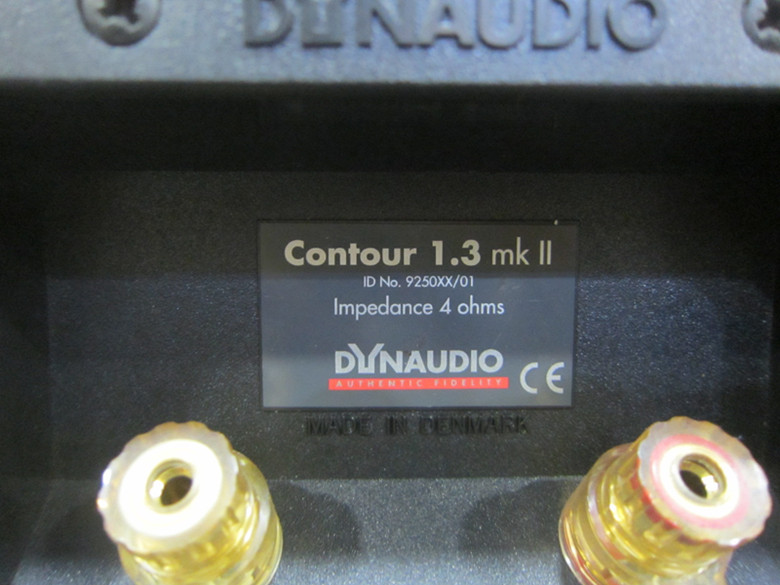 DYNAUDIO
Contour 1.3 mk II
ID No. 9250XX/01
Impedance 4 ohms
DYNAUDIO
AUTHENTIC FIDELITY
CE
MADE IN DENMARK